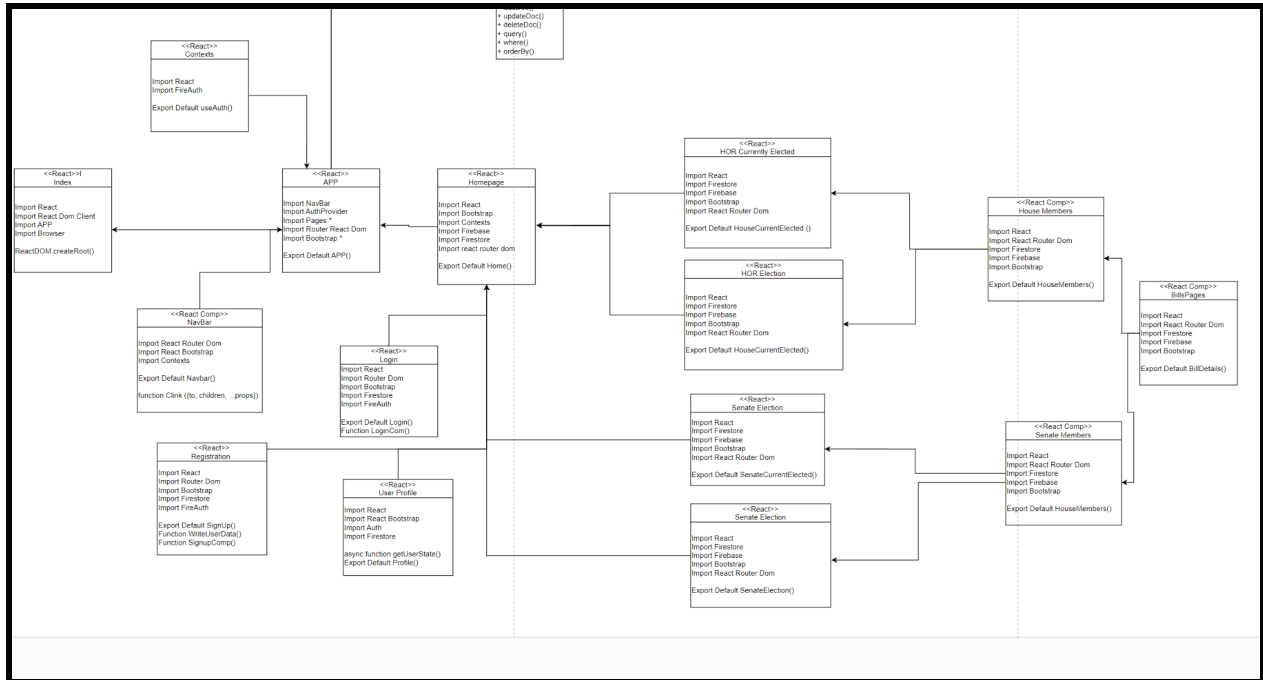 + updateDoc()
+ deleteDoc()
+ query()
+ where()
+ orderBy()
<<React>>
Contexts
Import React
Import FireAuth
Export Default useAuth()
<<React>>I
Index
Import React
Import React Dom Client
Import APP
Import Browser
ReactDOM.createRoot()
<<React>>
APP
Import NavBar
Import AuthProvider
Import Pages *
Import Router React Dom
Import Bootstrap *
Export Default APP()
<<React>>
Homepage
Import React
Import Bootstrap
Import Contexts
Import Firebase
Import Firestore
Import react router dom
Export Default Home()
<<React Comp>>
NavBar
Import React Router Dom
Import React Bootstrap
Import Contexts
Export Default Navbar()
function Clink ({to, children, ...props})
<<React>>
Login
Import React
Import Router Dom
Import Bootstrap
Import Firestore
Import FireAuth
Export Default Login()
Function LoginCom()
<<React>>
Registration
Import React
Import Router Dom
Import Bootstrap
Import Firestore
Import FireAuth
Export Default SignUp()
Function WriteUserData()
Function SignupComp()
<<React>>
User Profile
Import React
Import React Bootstrap
Import Auth
Import Firestore
async function getUserState()
Export Default Profile()
<<React>>
HOR Currently Elected
Import React
Import Firestore
Import Firebase
Import Bootstrap
Import React Router Dom
Export Default HouseCurrentElected ()
<<React>>
HOR Election
Import React
Import Firestore
Import Firebase
Import Bootstrap
Import React Router Dom
Export Default HouseCurrentElected()
<<React>>
Senate Election
Import React
Import Firestore
Import Firebase
Import Bootstrap
Import React Router Dom
Export Default SenateCurrentElected()
<<React>>
Senate Election
Import React
Import Firestore
Import Firebase
Import Bootstrap
Import React Router Dom
Export Default SenateElection()
<<React Comp>>
House Members
Import React
Import React Router Dom
Import Firestore
Import Firebase
Import Bootstrap
Export Default HouseMembers()
<<React Comp>>
BillsPages
Import React
Import React Router Dom
Import Firestore
Import Firebase
Import Bootstrap
Export Default BillDetails()
<<React Comp>>
Senate Members
Import React
Import React Router Dom
Import Firestore
Import Firebase
Import Bootstrap
Export Default HouseMembers()